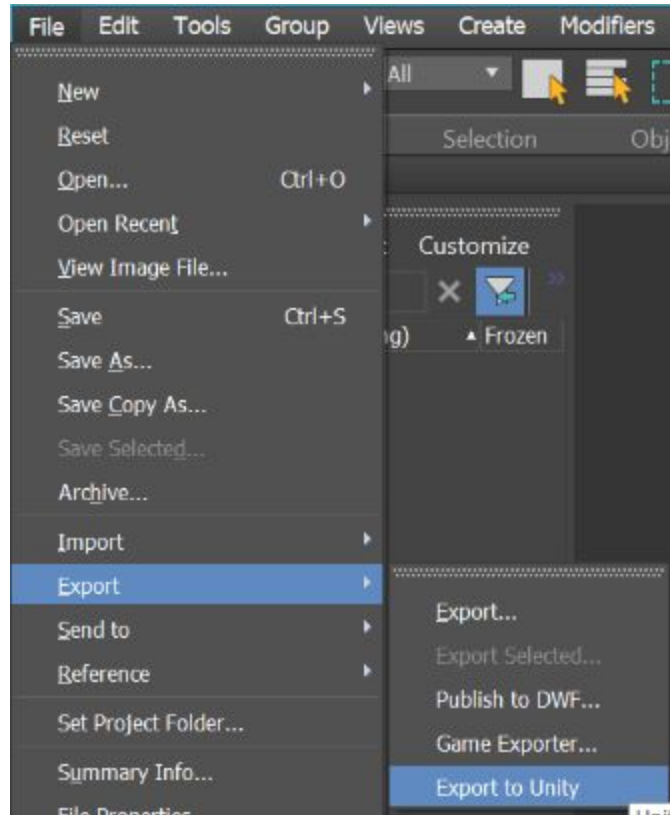 File Edit Tools Group Views Create Modifiers
All
New
Reset
Selection
Open... Ctrl+O
Open Recent
Customize
View Image File...
Save Ctrl+S
Frozen
Save As...
Save Copy As...
Save Selected...
Archive...
Import
Export
Export...
Send to
Export Selected...
Reference
Publish to DWF...
Set Project Folder...
Game Exporter...
Summary Info...
Export to Unity